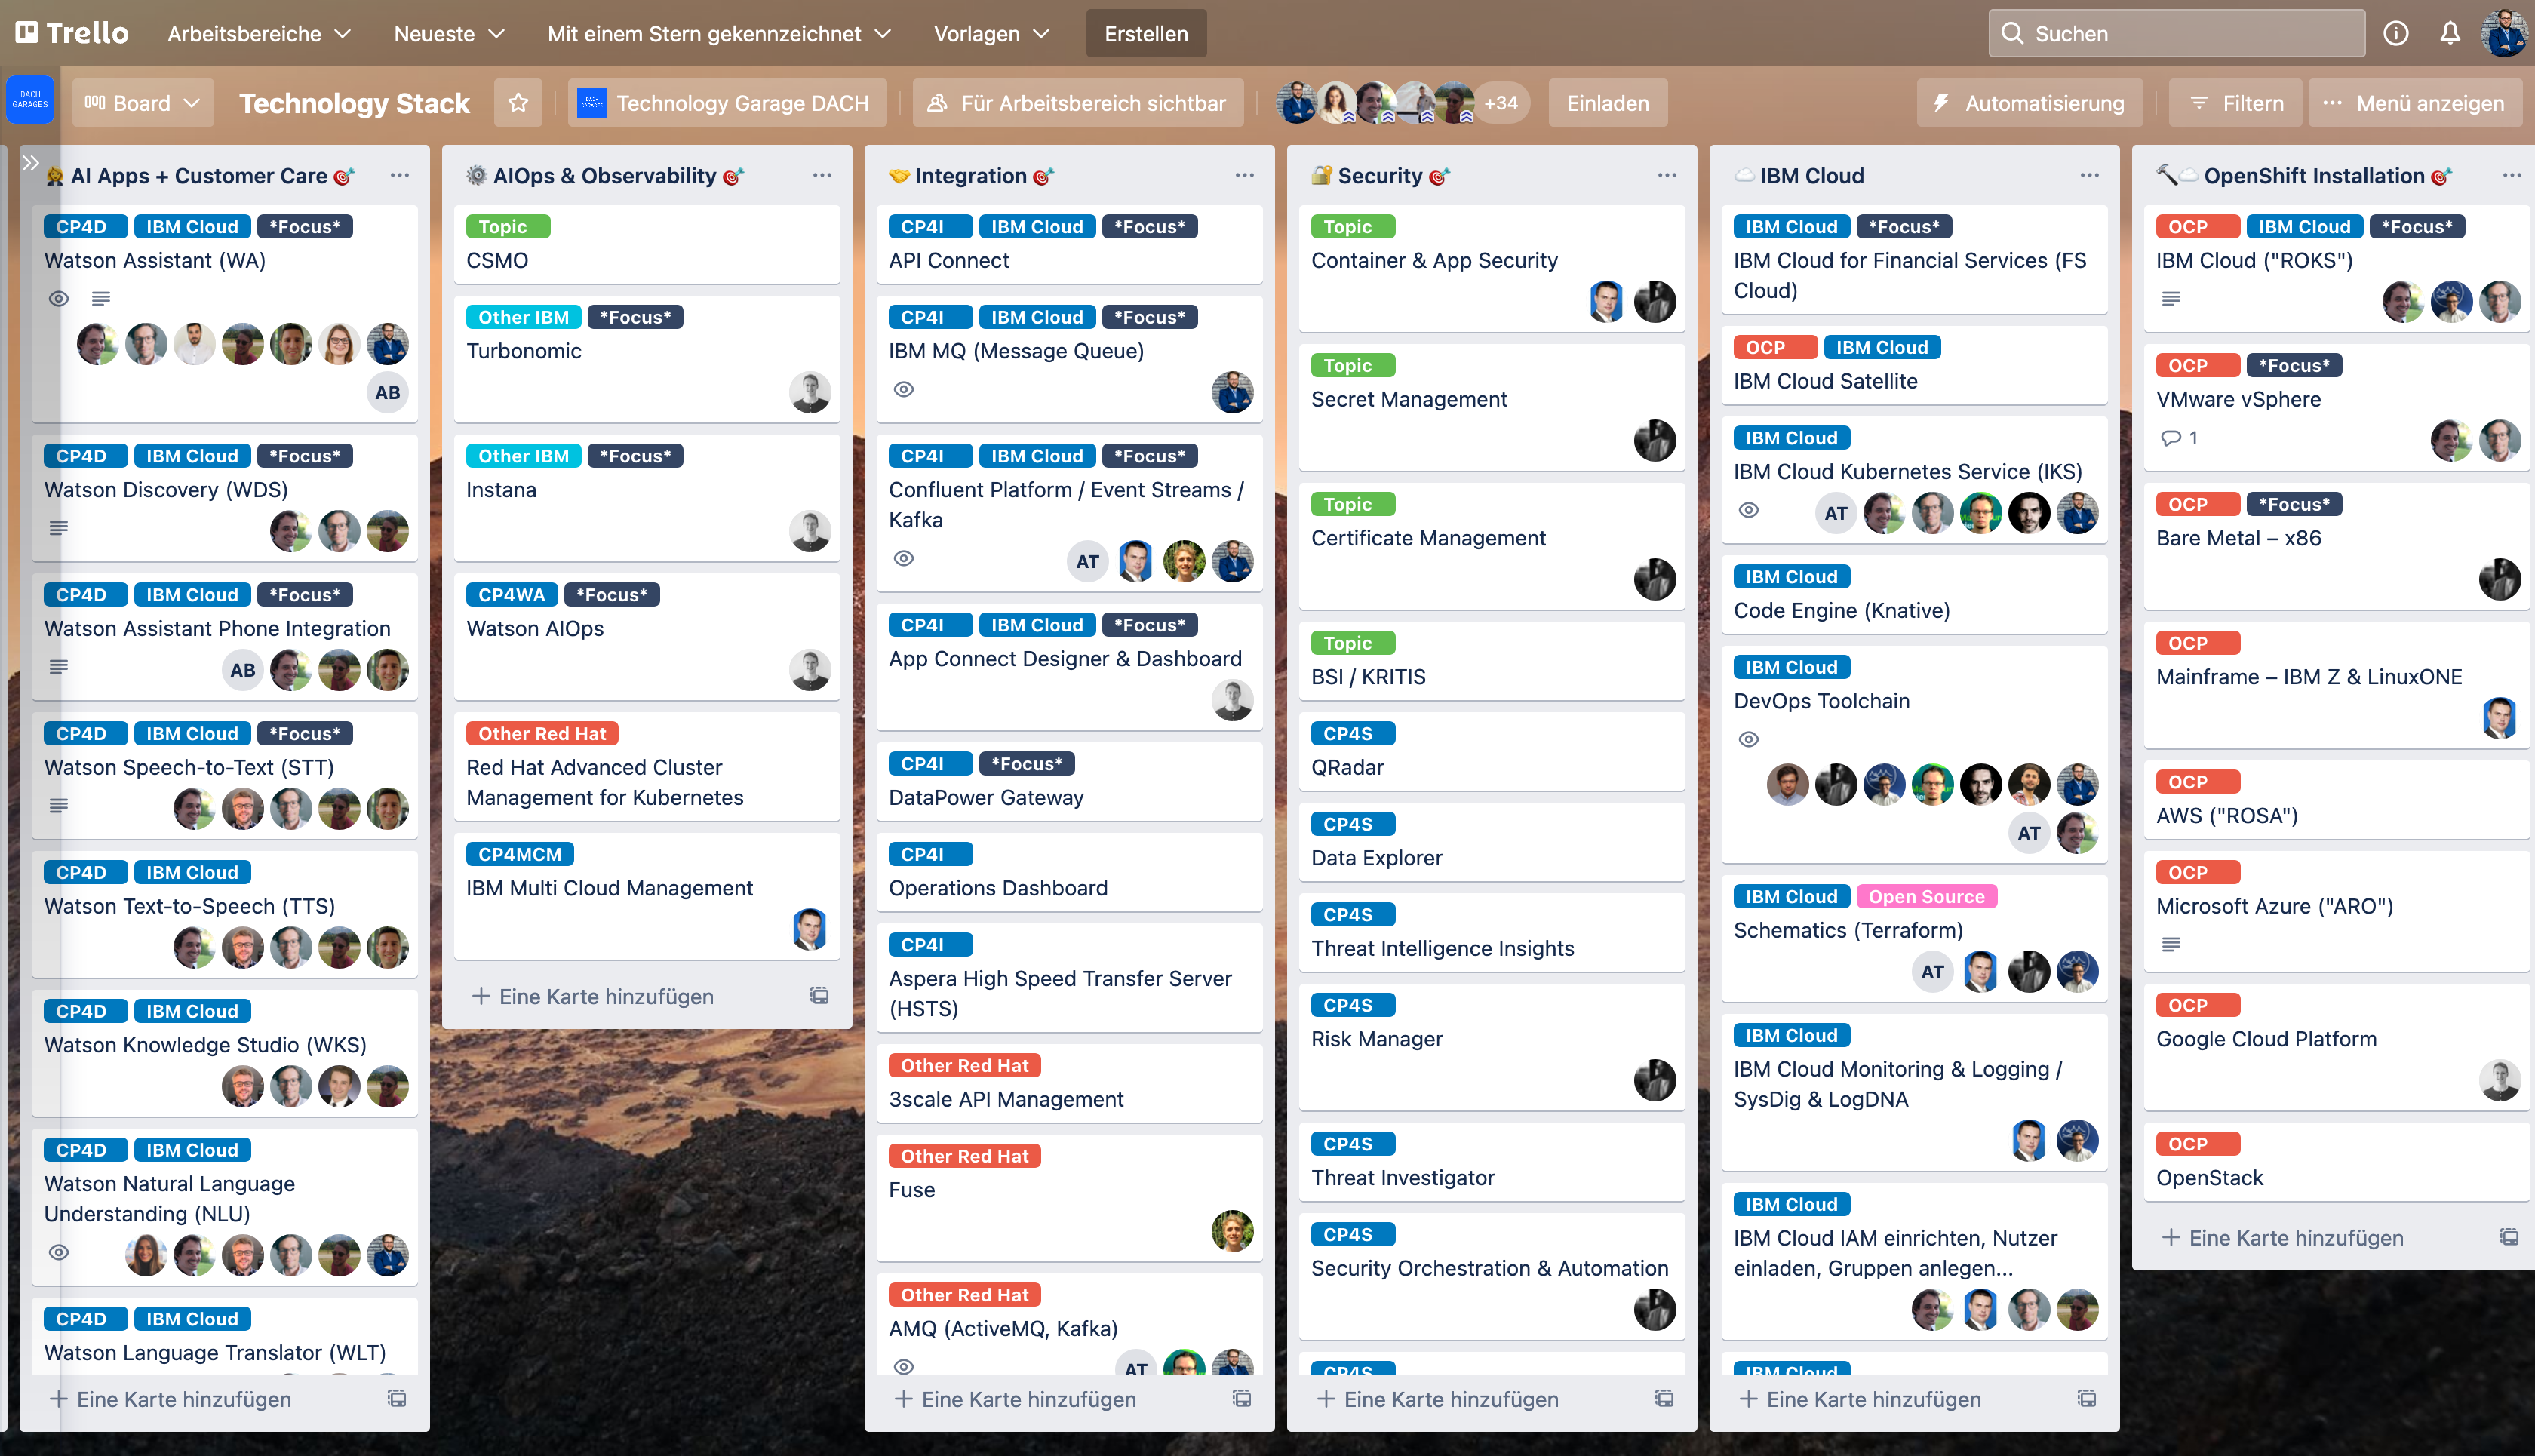 Trello
Arbeitsbereiche
Neueste
Mit einem Stern gekennzeichnet
Vorlagen
Erstellen
Suchen
DACH
GARAGES
Board
Technology Stack
Technology Garage DACH
Für Arbeitsbereich sichtbar
+34
Einladen
Automatisierung
Filtern
Menü anzeigen
AI Apps + Customer Care
CP4D IBM Cloud *Focus*
Watson Assistant (WA)
AB
CP4D IBM Cloud *Focus*
Watson Discovery (WDS)
CP4D IBM Cloud *Focus*
Watson Assistant Phone Integration
AB
CP4D IBM Cloud *Focus*
Watson Speech-to-Text (STT)
CP4D IBM Cloud
Watson Text-to-Speech (TTS)
CP4D IBM Cloud
Watson Knowledge Studio (WKS)
CP4D IBM Cloud
Watson Natural Language
Understanding (NLU)
CP4D IBM Cloud
Watson Language Translator (WLT)
+ Eine Karte hinzufügen
AIOps & Observability
Topic
CSMO
Other IBM *Focus*
Turbonomic
Other IBM *Focus*
Instana
CP4WA *Focus*
Watson AIOps
Other Red Hat
Red Hat Advanced Cluster
Management for Kubernetes
CP4MCM
IBM Multi Cloud Management
+ Eine Karte hinzufügen
Integration
CP4I IBM Cloud *Focus*
API Connect
CP4I IBM Cloud *Focus*
IBM MQ (Message Queue)
CP4I IBM Cloud *Focus*
Confluent Platform / Event Streams /
Kafka
AT
CP4I IBM Cloud *Focus*
App Connect Designer & Dashboard
CP4I *Focus*
DataPower Gateway
CP4I
Operations Dashboard
CP4I
Aspera High Speed Transfer Server
(HSTS)
Other Red Hat
3scale API Management
Other Red Hat
Fuse
Other Red Hat
AMQ (ActiveMQ, Kafka)
AT
+ Eine Karte hinzufügen
Security
Topic
Container & App Security
Topic
Secret Management
Topic
Certificate Management
Topic
BSI / KRITIS
CP4S
QRadar
CP4S
Data Explorer
CP4S
Threat Intelligence Insights
CP4S
Risk Manager
CP4S
Threat Investigator
CP4S
Security Orchestration & Automation
CP4S
+ Eine Karte hinzufügen
IBM Cloud
IBM Cloud *Focus*
IBM Cloud for Financial Services (FS
Cloud)
OCP IBM Cloud
IBM Cloud Satellite
IBM Cloud
IBM Cloud Kubernetes Service (IKS)
AT
IBM Cloud
Code Engine (Knative)
IBM Cloud
DevOps Toolchain
AT
IBM Cloud Open Source
Schematics (Terraform)
AT
IBM Cloud
IBM Cloud Monitoring & Logging /
SysDig & LogDNA
IBM Cloud
IBM Cloud IAM einrichten, Nutzer
einladen, Gruppen anlegen...
IBM Cloud
+ Eine Karte hinzufügen
OpenShift Installation
OCP IBM Cloud *Focus*
IBM Cloud ("ROKS")
OCP *Focus*
VMware vSphere
1
OCP *Focus*
Bare Metal – x86
OCP
Mainframe – IBM Z & LinuxONE
OCP
AWS ("ROSA")
OCP
Microsoft Azure ("ARO")
OCP
Google Cloud Platform
OCP
OpenStack
+ Eine Karte hinzufügen